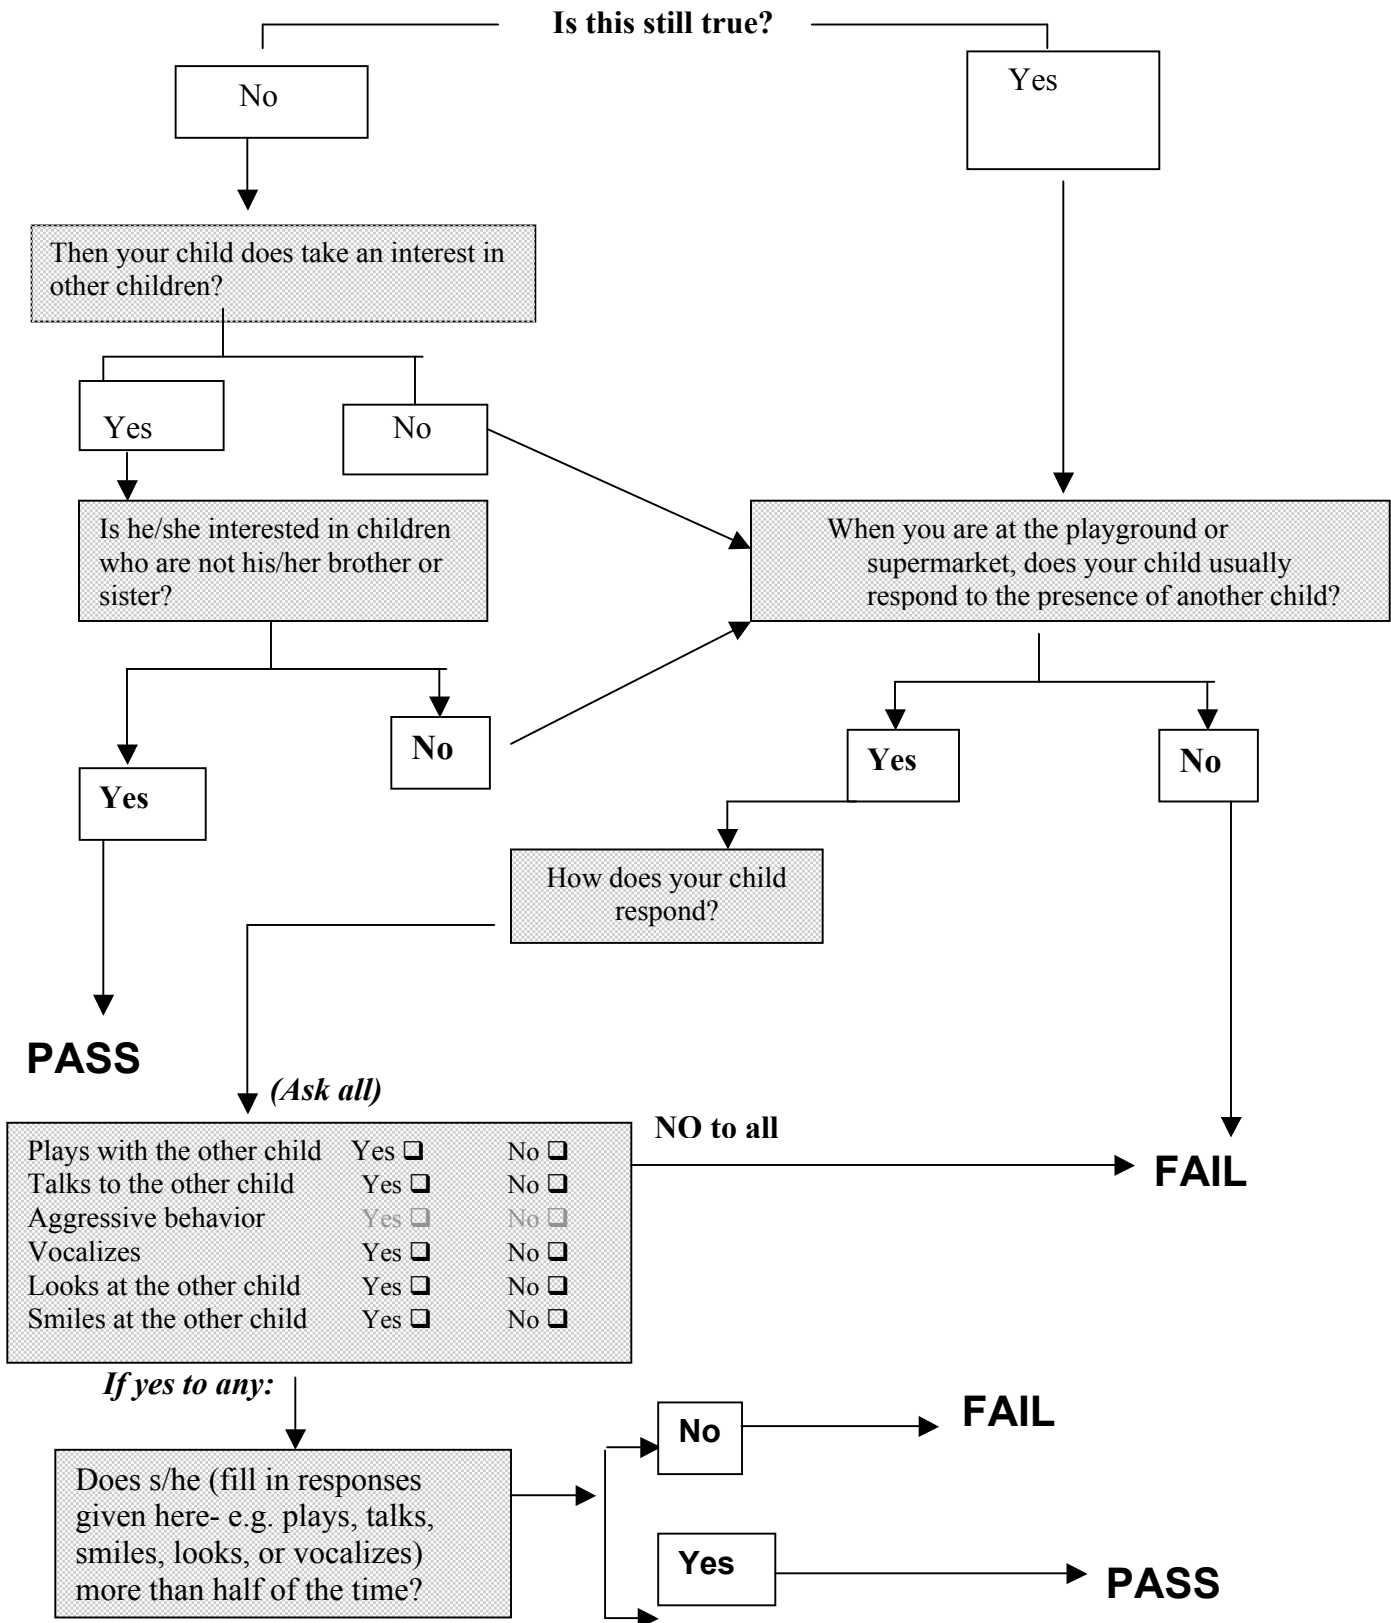 Is this still true?
No
Yes
Then your child does take an interest in
other children?
Yes
No
Is he/she interested in children
who are not his/her brother or
sister?
When you are at the playground or
supermarket, does your child usually
respond to the presence of another child?
Yes
No
Yes
No
How does your child
respond?
PASS
(Ask all)
NO to all
FAIL
Plays with the other child Yes ❑ No ❑
Talks to the other child Yes ❑ No ❑
Aggressive behavior Yes ❑ No ❑
Vocalizes Yes ❑ No ❑
Looks at the other child Yes ❑ No ❑
Smiles at the other child Yes ❑ No ❑
If yes to any:
No
FAIL
Does s/he (fill in responses
given here- e.g. plays, talks,
smiles, looks, or vocalizes)
more than half of the time?
Yes
PASS